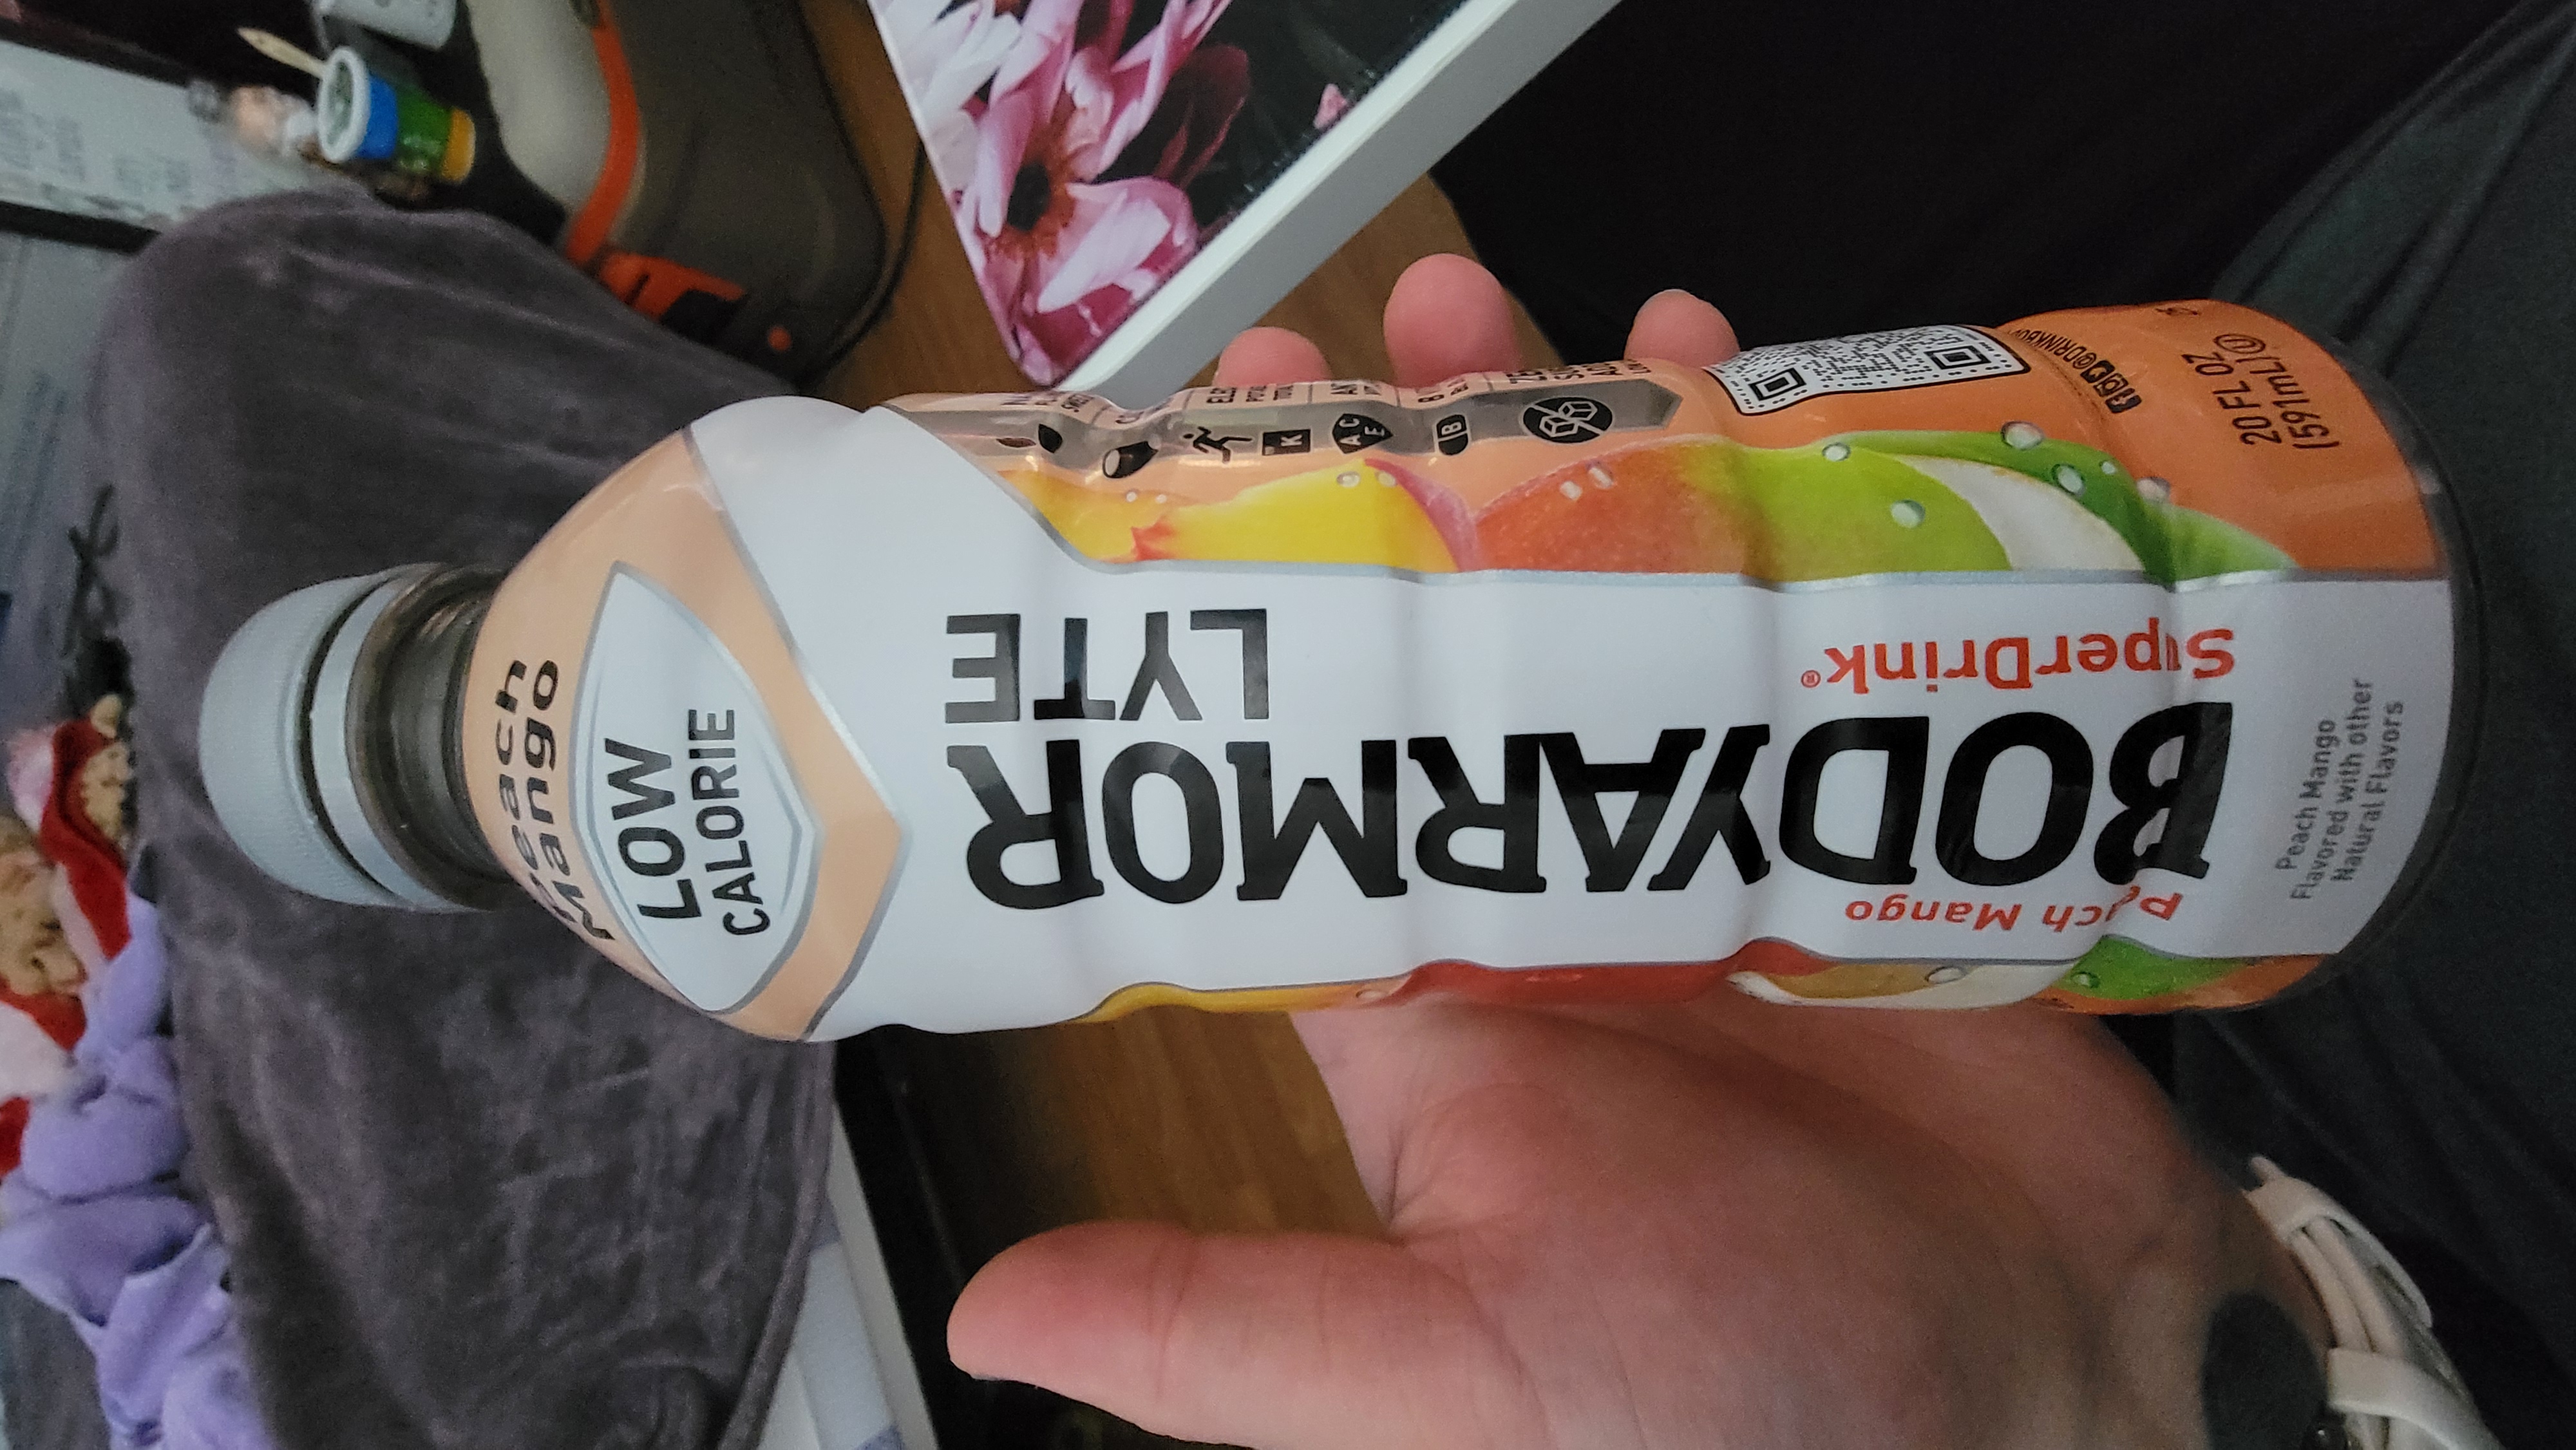 Peach
Mango
LOW
CALORIE
BODYARMOR
LYTE
SuperDrink®
Peach Mango
Peach Mango
Flavored with other
Natural Flavors
K
A C
E
B
20 FL OZ
(591mL) U